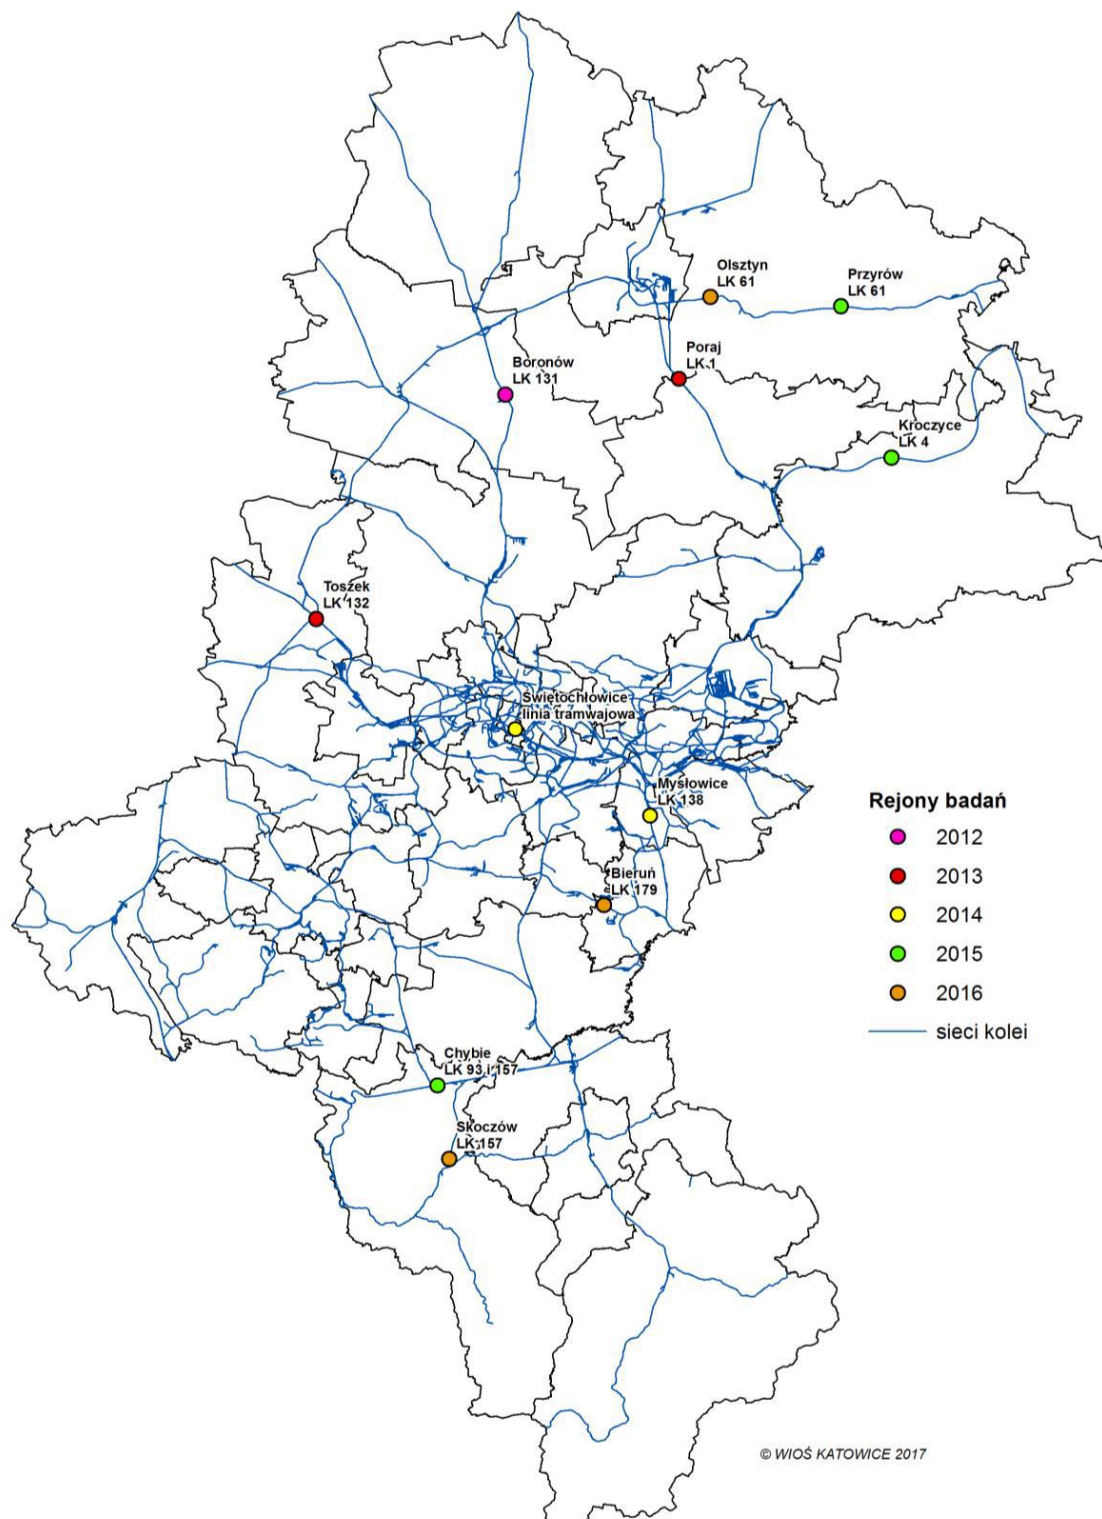 Olsztyn
LK 61
Przyrów
LK 61
Poraj
LK 1
Boronów
LK 131
Kroczyce
LK 4
Toszek
LK 132
Świętochłowice
linia tramwajowa
Mysłowice
LK 138
Bieruń
LK 179
Chybie
LK 93 i 157
Skoczów
LK 157
Rejony badań
2012
2013
2014
2015
2016
sieci kolei
© WIOŚ KATOWICE 2017